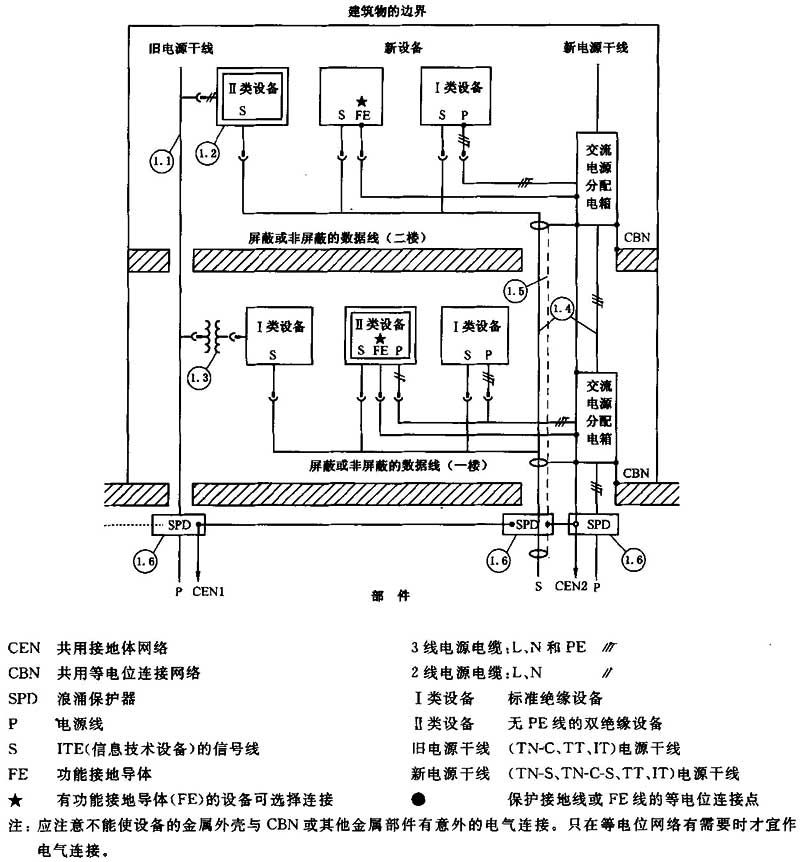 建筑物的边界
旧电源干线
新设备
新电源干线
Ⅱ类设备
S
★
S FE
Ⅰ类设备
S P
1.1
1.2
交流
电源
分配
电箱
屏蔽或非屏蔽的数据线(二楼)
CBN
1.5
1.4
Ⅰ类设备
S
Ⅱ类设备
★
S FE P
Ⅰ类设备
S P
1.3
交流
电源
分配
电箱
屏蔽或非屏蔽的数据线(一楼)
CBN
SPD
SPD
SPD
1.6
1.6
1.6
P CEN1
S CEN2 P
部 件
CEN 共用接地体网络
CBN 共用等电位连接网络
SPD 浪涌保护器
P 电源线
S ITE(信息技术设备)的信号线
FE 功能接地导体
★ 有功能接地导体(FE)的设备可选择连接
3线电源电缆:L、N和PE
2线电源电缆:L、N
Ⅰ类设备 标准绝缘设备
Ⅱ类设备 无PE线的双绝缘设备
旧电源干线 (TN-C、TT、IT)电源干线
新电源干线 (TN-S、TN-C-S、TT、IT)电源干线
● 保护接地线或FE线的等电位连接点
注:应注意不能使设备的金属外壳与CBN或其他金属部件有意外的电气连接。只在等电位网络有需要时才宜作
电气连接。